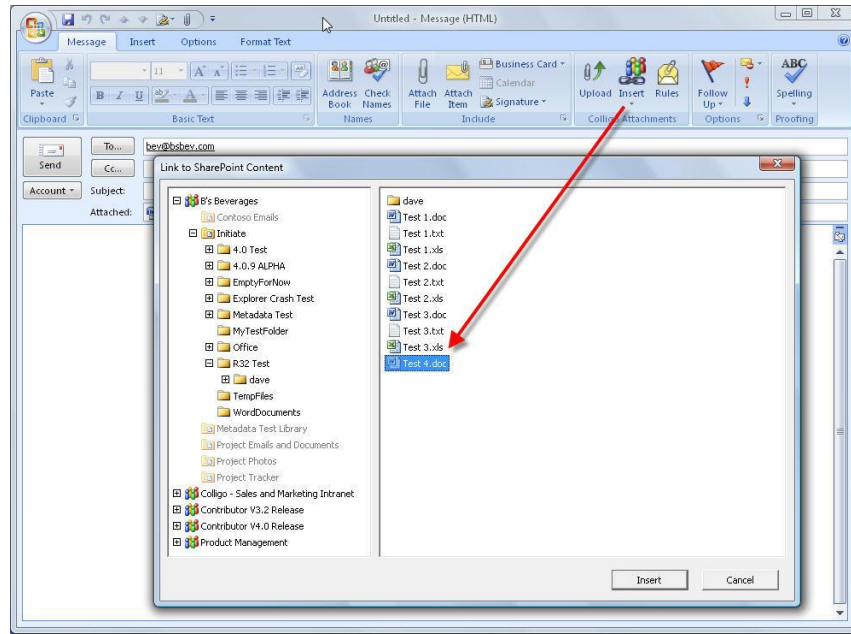 Untitled - Message (HTML)
Message Insert Options Format Text
11
Business Card
Calendar
Signature
Paste
B I U
Address Book
Check Names
Attach File
Attach Item
Upload
Insert
Rules
Follow Up
ABC
Spelling
Clipboard Basic Text Names Include Colligo Attachments Options Proofing
Send
To... bev@bsbev.com
Cc...
Account Subject:
Attached:
Link to SharePoint Content
B's Beverages
Contoso Emails
Initiate
4.0 Test
4.0.9 ALPHA
EmptyForNow
Explorer Crash Test
Metadata Test
MyTestFolder
Office
R32 Test
dave
TempFiles
WordDocuments
Metadata Test Library
Project Emails and Documents
Project Photos
Project Tracker
Colligo - Sales and Marketing Intranet
Contributor V3.2 Release
Contributor V4.0 Release
Product Management
dave
Test 1.doc
Test 1.txt
Test 1.xls
Test 2.doc
Test 2.txt
Test 2.xls
Test 3.doc
Test 3.txt
Test 3.xls
Test 4.doc
Insert Cancel